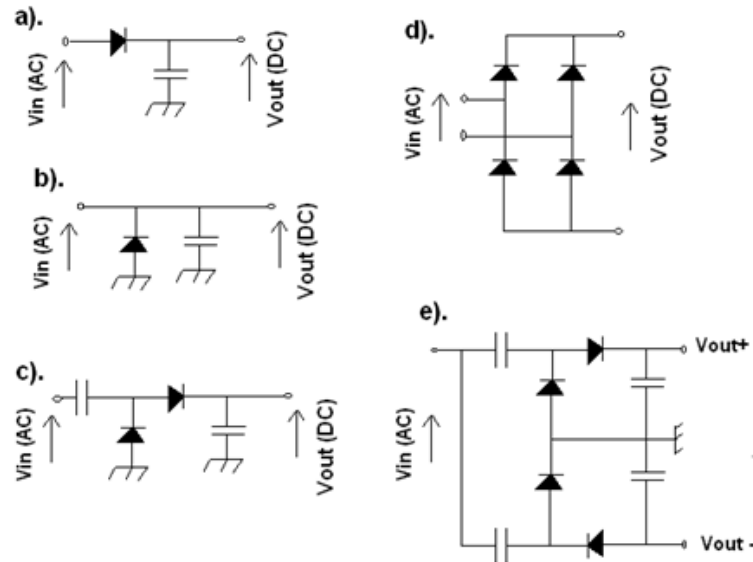 a).
Vin (AC)
Vout (DC)
b).
Vin (AC)
Vout (DC)
c).
Vin (AC)
Vout (DC)
d).
Vin (AC)
Vout (DC)
e).
Vin (AC)
Vout+
Vout -